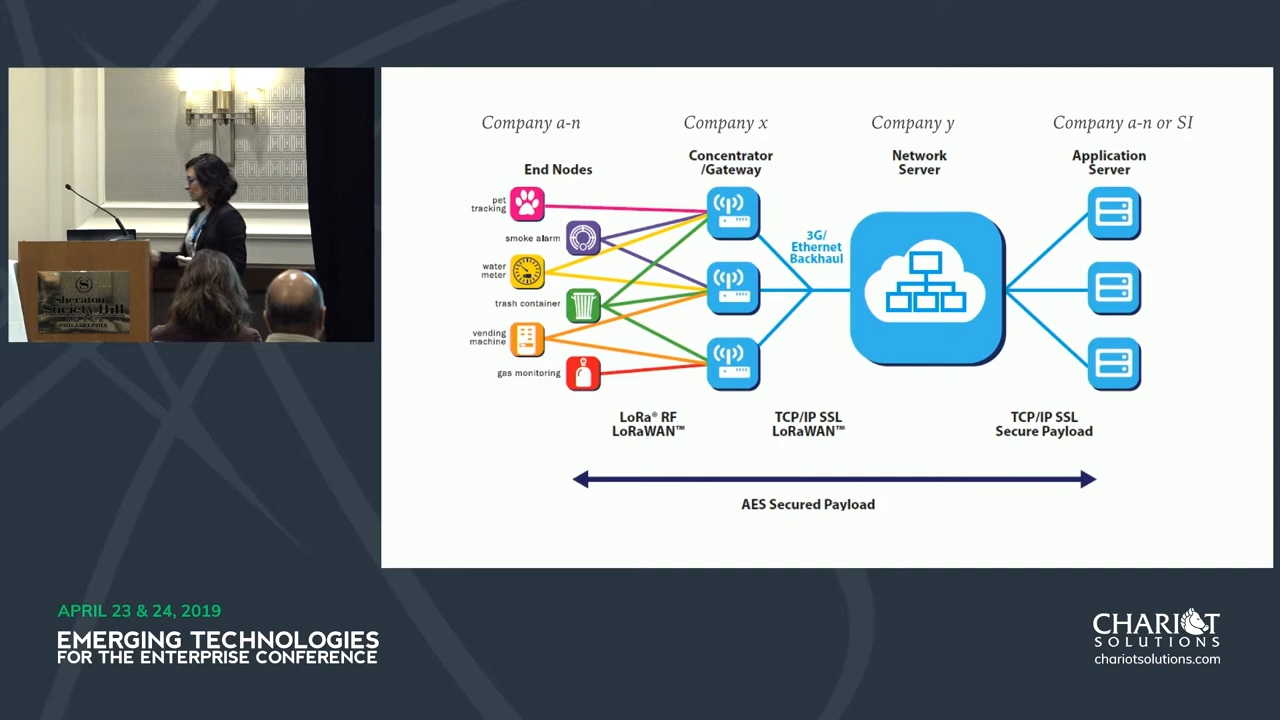 Company a-n
Company x
Company y
Company a-n or SI
End Nodes
Concentrator
/Gateway
Network
Server
Application
Server
pet
tracking
smoke alarm
water
meter
trash container
vending
machine
gas monitoring
3G/
Ethernet
Backhaul
LoRa® RF
LoRaWAN™
TCP/IP SSL
LoRaWAN™
TCP/IP SSL
Secure Payload
AES Secured Payload
Sheraton
Society Hill
PHILADELPHIA
APRIL 23 & 24, 2019
EMERGING TECHNOLOGIES
FOR THE ENTERPRISE CONFERENCE
CHARIOT
SOLUTIONS
chariotsolutions.com